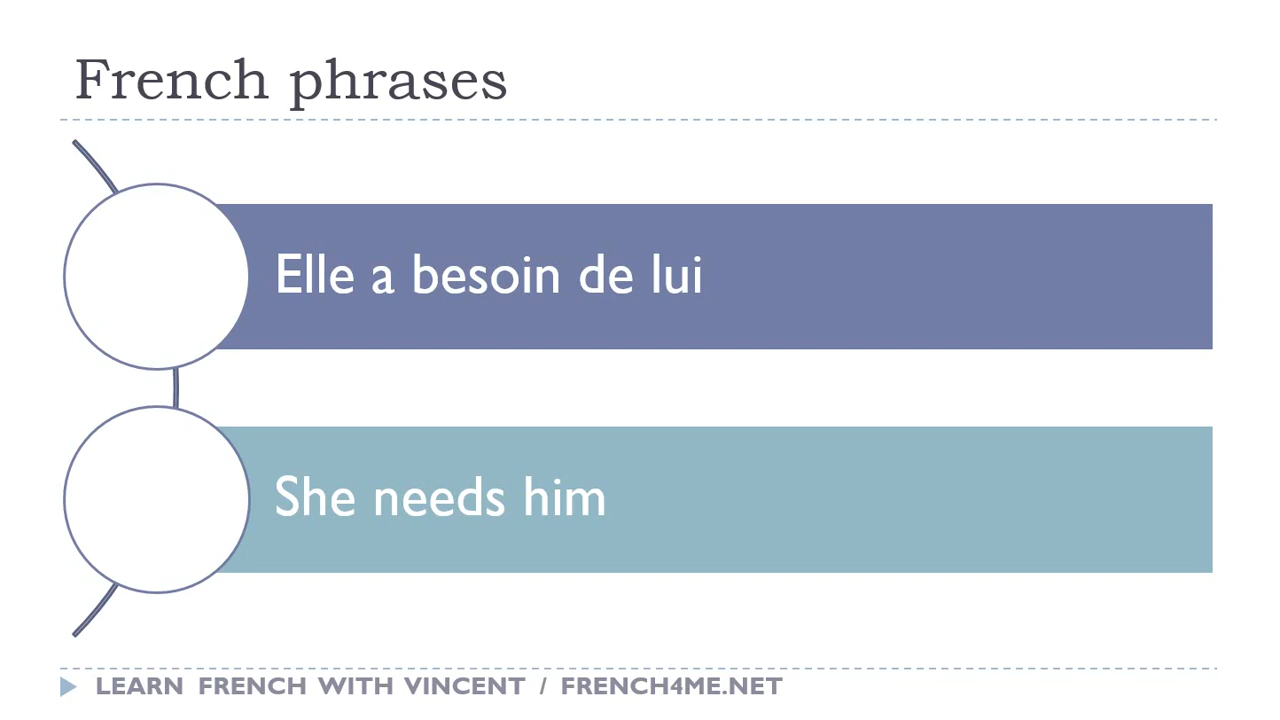 French phrases
Elle a besoin de lui
She needs him
LEARN FRENCH WITH VINCENT / FRENCH4ME.NET